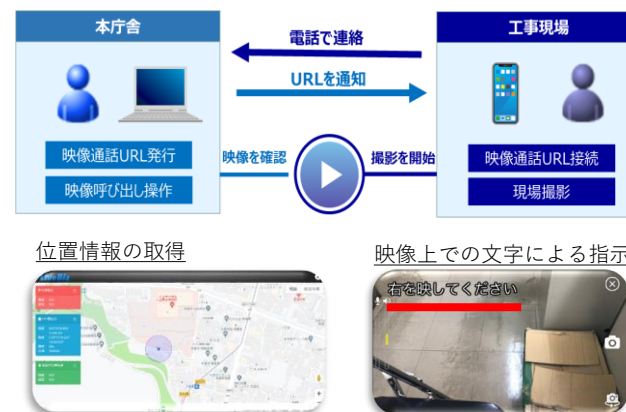 本庁舎
工事現場
電話で連絡
URLを通知
映像通話URL発行
映像呼び出し操作
映像を確認
撮影を開始
映像通話URL接続
現場撮影
位置情報の取得
映像上での文字による指示
右を映してください